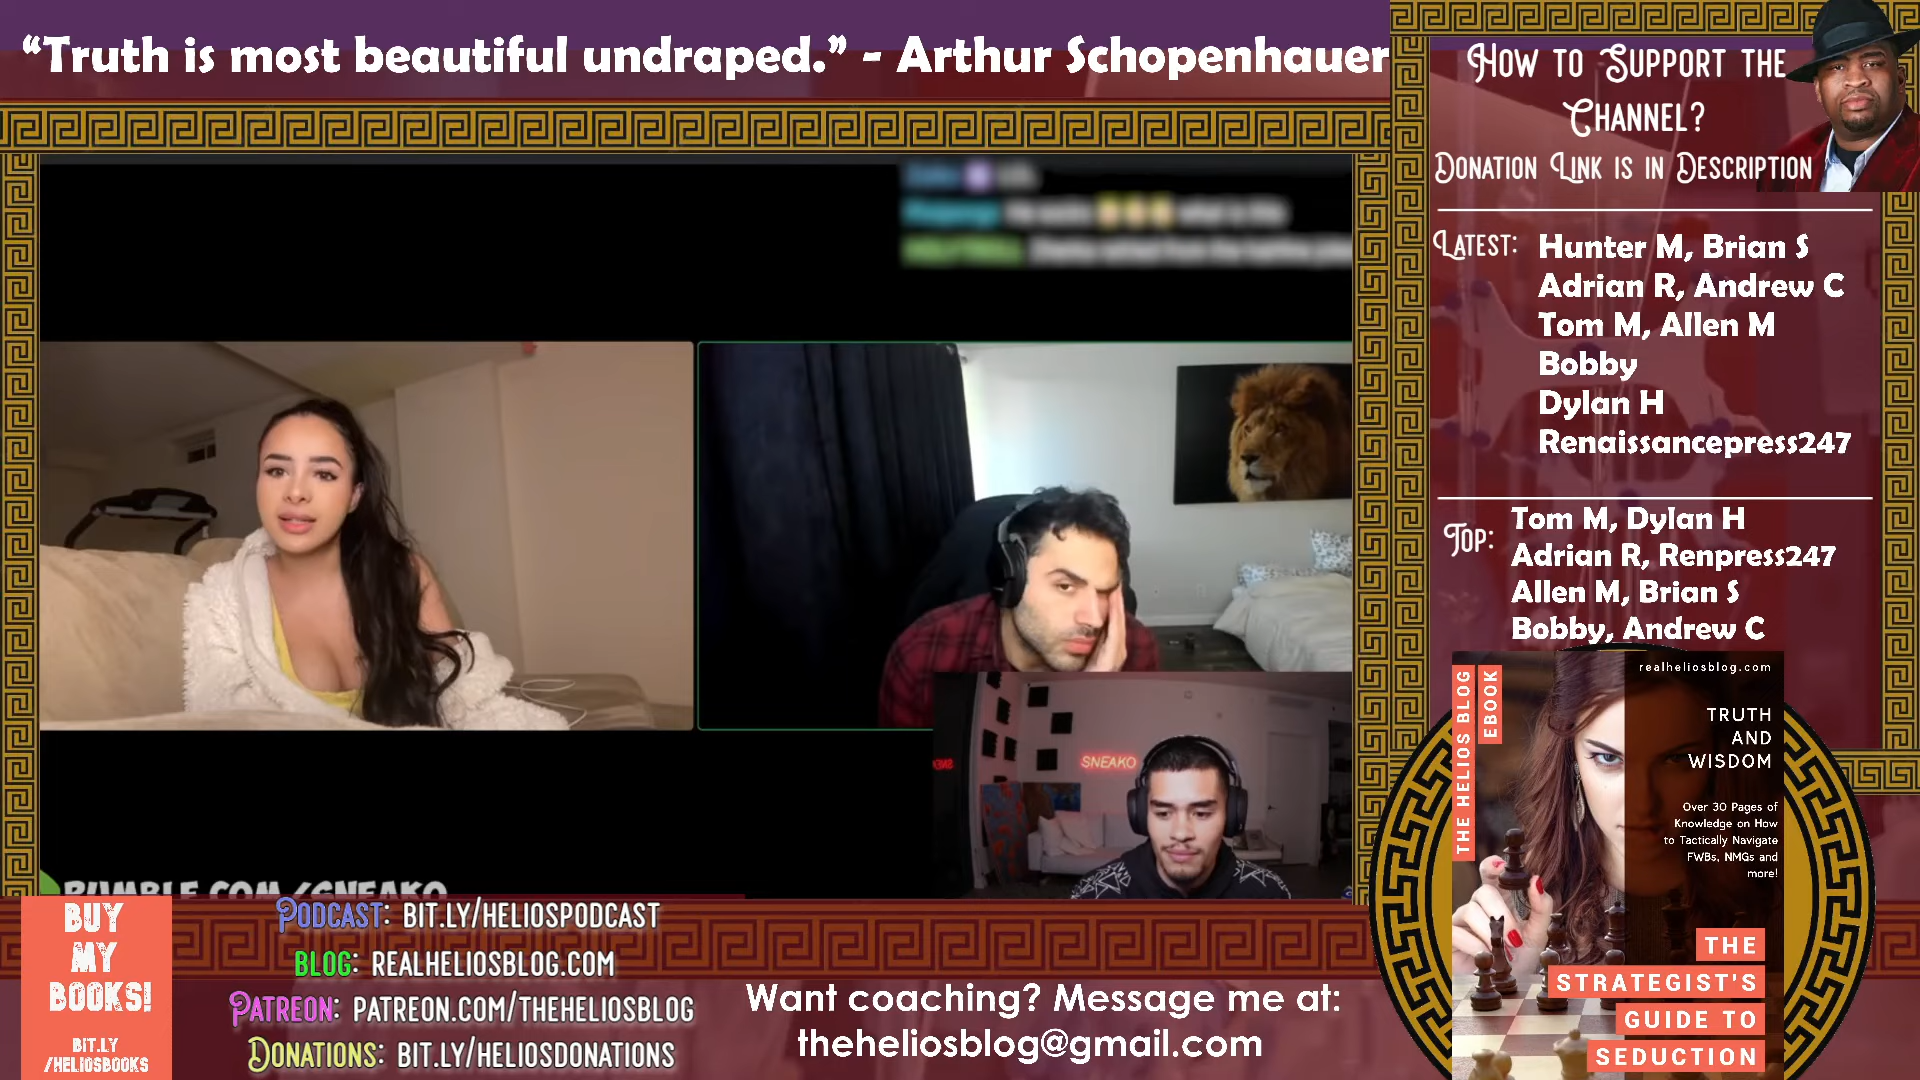 “Truth is most beautiful undraped.” - Arthur Schopenhauer
How to Support the
Channel?
Donation Link is in Description
Latest:
Hunter M, Brian S
Adrian R, Andrew C
Tom M, Allen M
Bobby
Dylan H
Renaissancepress247
Top:
Tom M, Dylan H
Adrian R, Renpress247
Allen M, Brian S
Bobby, Andrew C
SNEAKO
RUMBLE.COM/SNEAKO
realheliosblog.com
THE HELIOS BLOG
EBOOK
TRUTH
AND
WISDOM
Over 30 Pages of
Knowledge on How
to Tactically Navigate
FWBs, NMGs and
more!
THE
STRATEGIST'S
GUIDE TO
SEDUCTION
BUY
MY
BOOKS!
BIT.LY
/HELIOSBOOKS
Podcast: BIT.LY/HELIOSPODCAST
BLOG: REALHELIOSBLOG.COM
Patreon: PATREON.COM/THEHELIOSBLOG
Donations: BIT.LY/HELIOSDONATIONS
Want coaching? Message me at:
theheliosblog@gmail.com